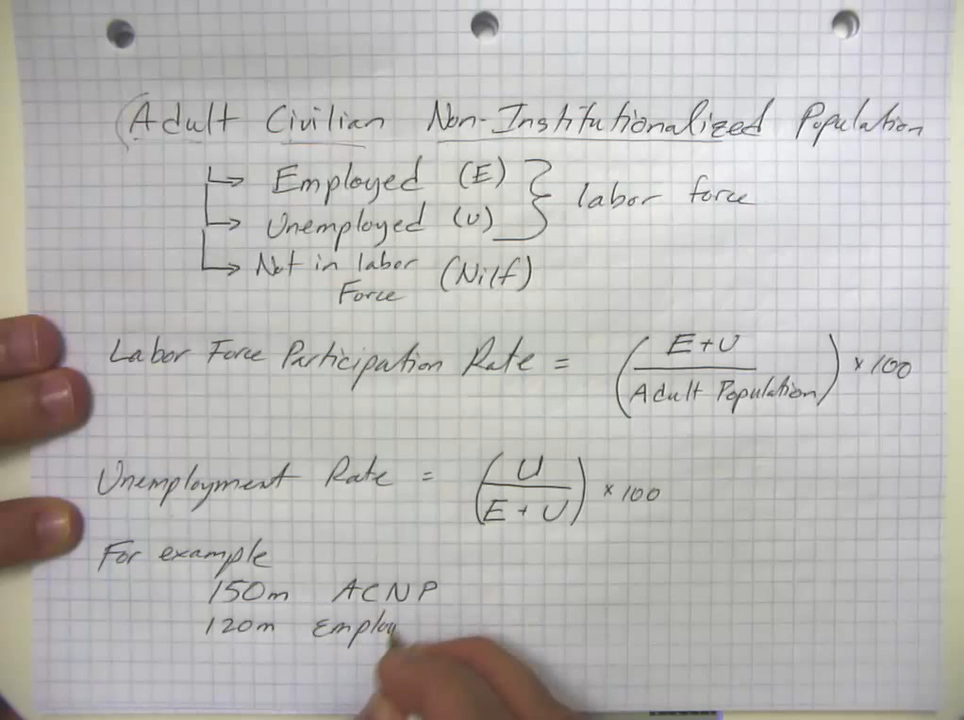 (Adult Civilian Non-Institutionalized Population
Employed (E) } labor force
Unemployed (U)
Not in labor (Nilf)
Force
Labor Force Participation Rate = (E+U / Adult Population) × 100
Unemployment Rate = (U / E + U) × 100
For example
150m ACNP
120m Employ